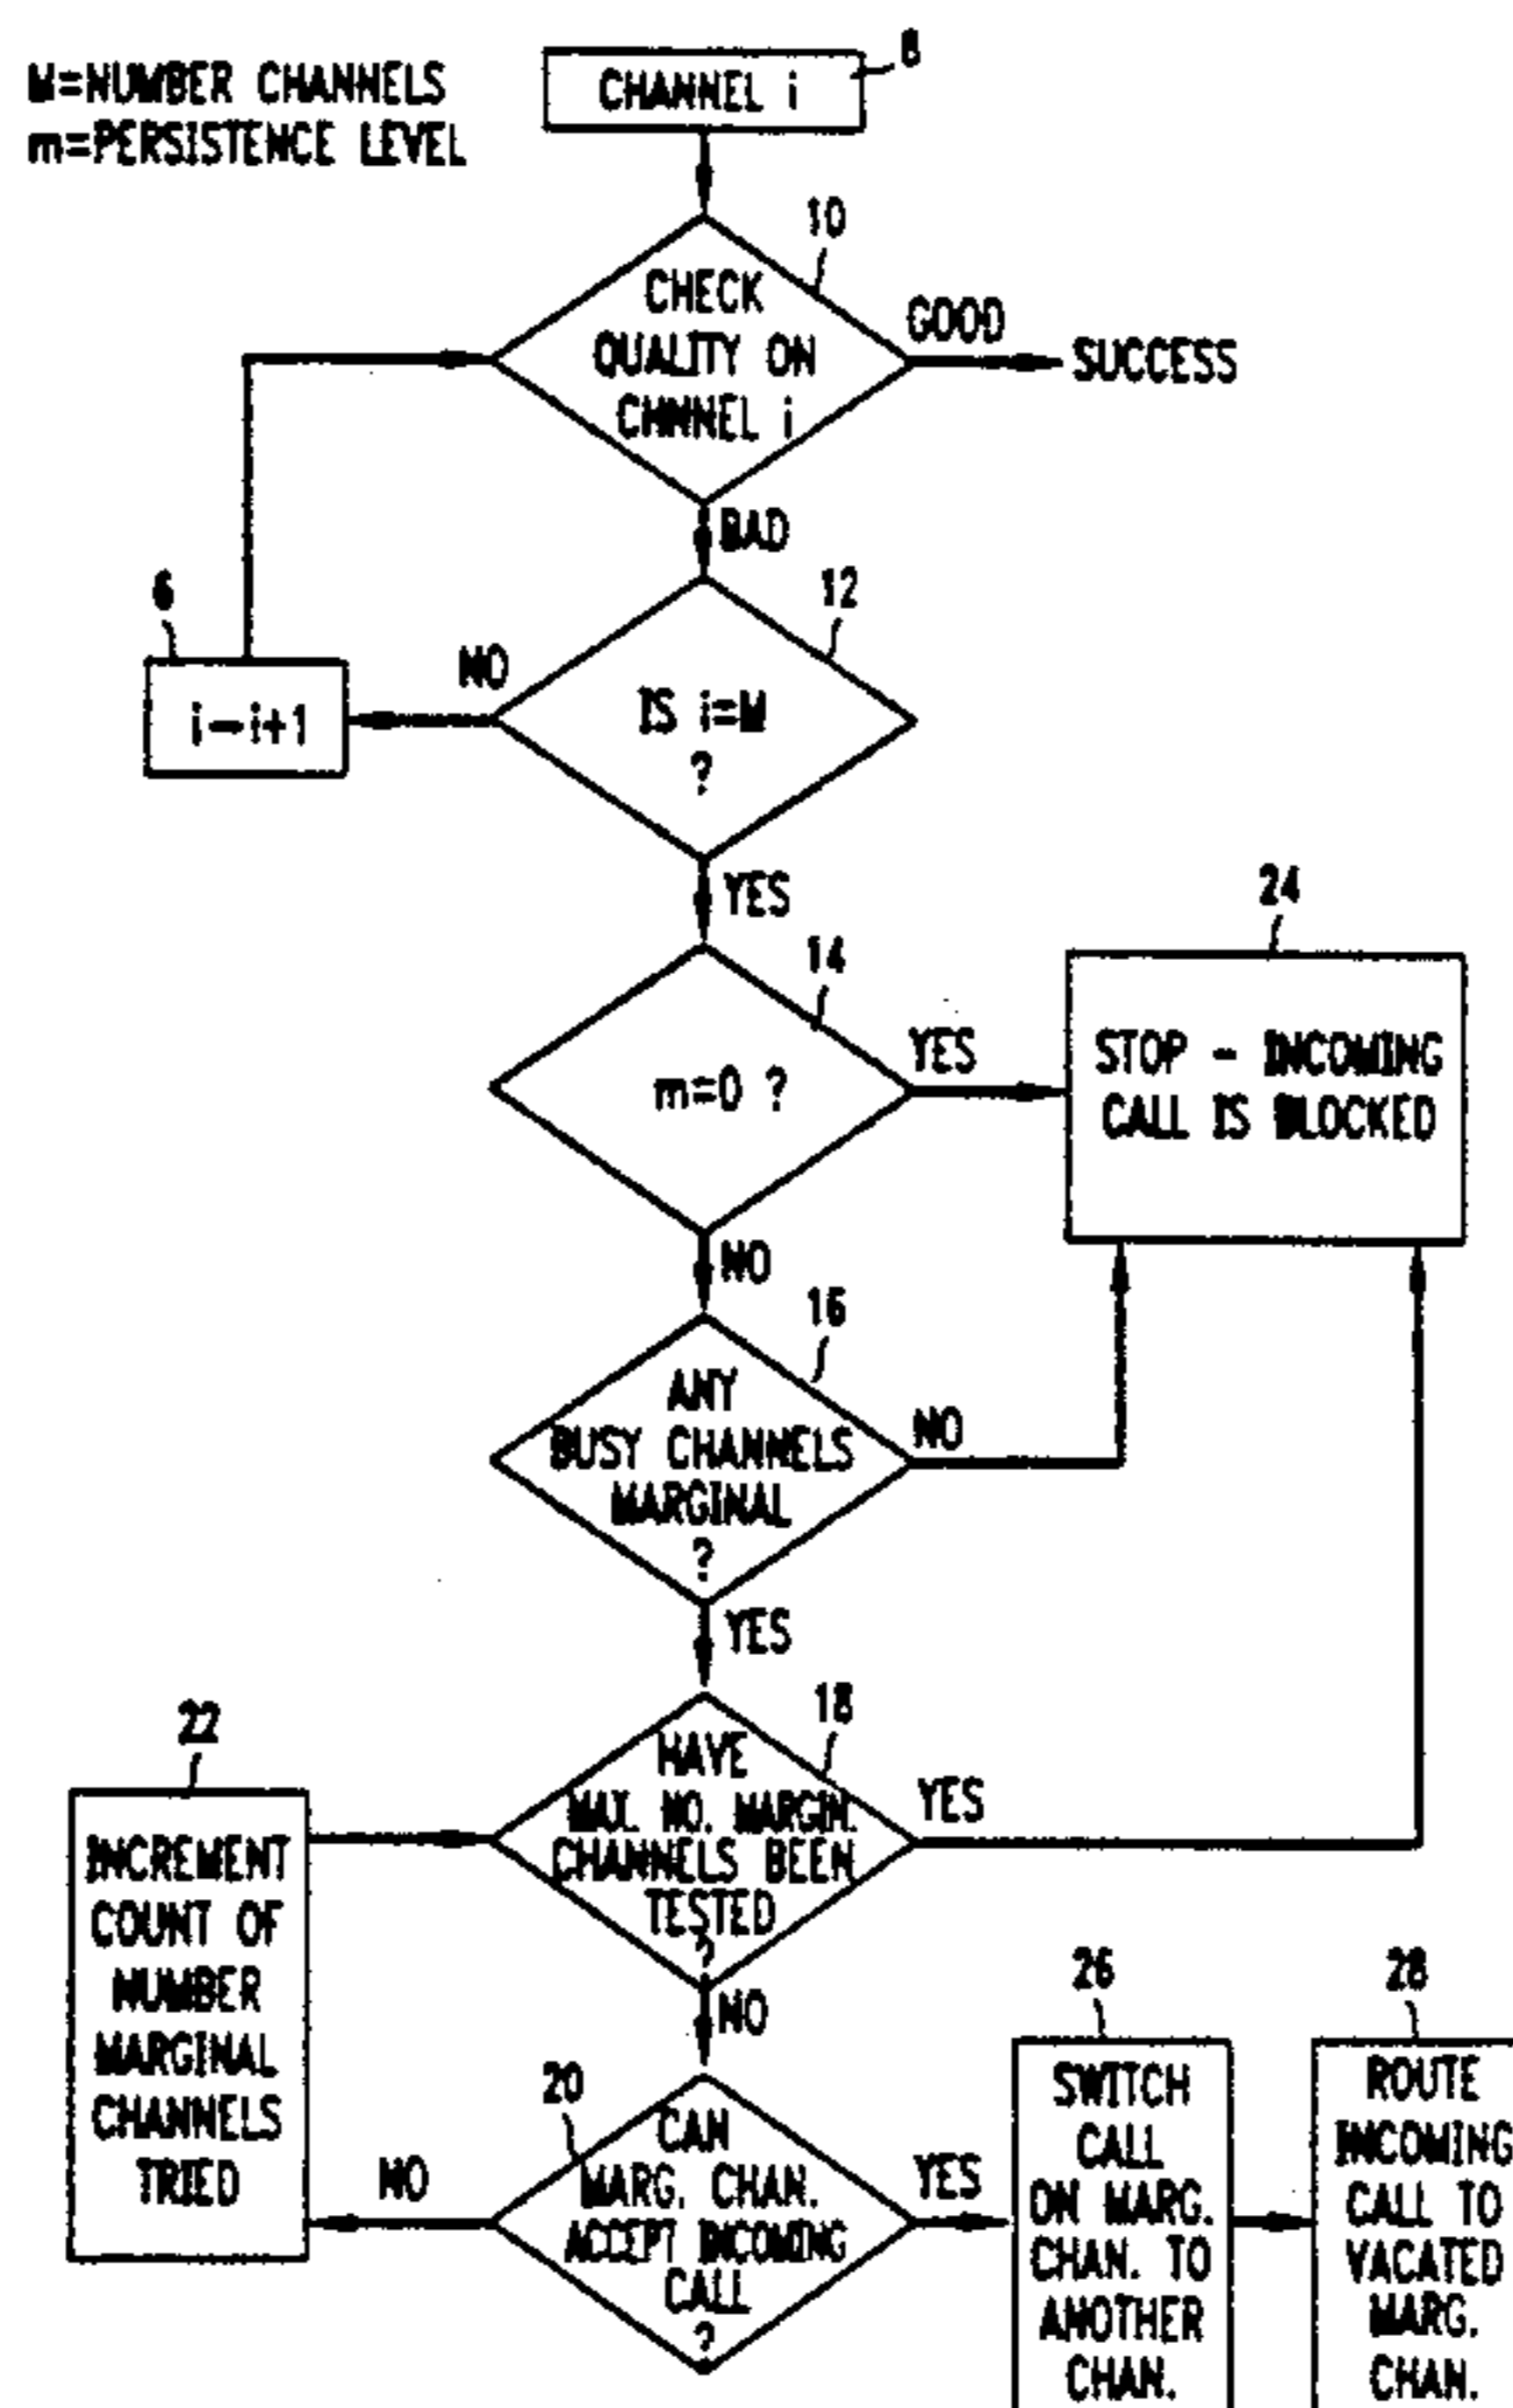 M=NUMBER CHANNELS
m=PERSISTENCE LEVEL
CHANNEL i
8
10
CHECK
QUALITY ON
CHNNEL i
GOOD
SUCCESS
BAD
12
6
NO
i-i+1
IS i=M
?
YES
14
24
m=0 ?
YES
STOP - INCOMING
CALL IS BLOCKED
NO
16
ANY
BUSY CHANNELS
MARGINAL
?
NO
YES
18
22
HAVE
MAX. NO. MARGIN.
CHANNELS BEEN
TESTED
?
YES
INCREMENT
COUNT OF
NUMBER
MARGINAL
CHANNELS
TRIED
NO
20
CAN
MARG. CHAN.
ACCEPT INCOMING
CALL
?
NO
YES
26
SWITCH
CALL
ON MARG.
CHAN. TO
ANOTHER
CHAN.
28
ROUTE
INCOMING
CALL TO
VACATED
MARG.
CHAN.